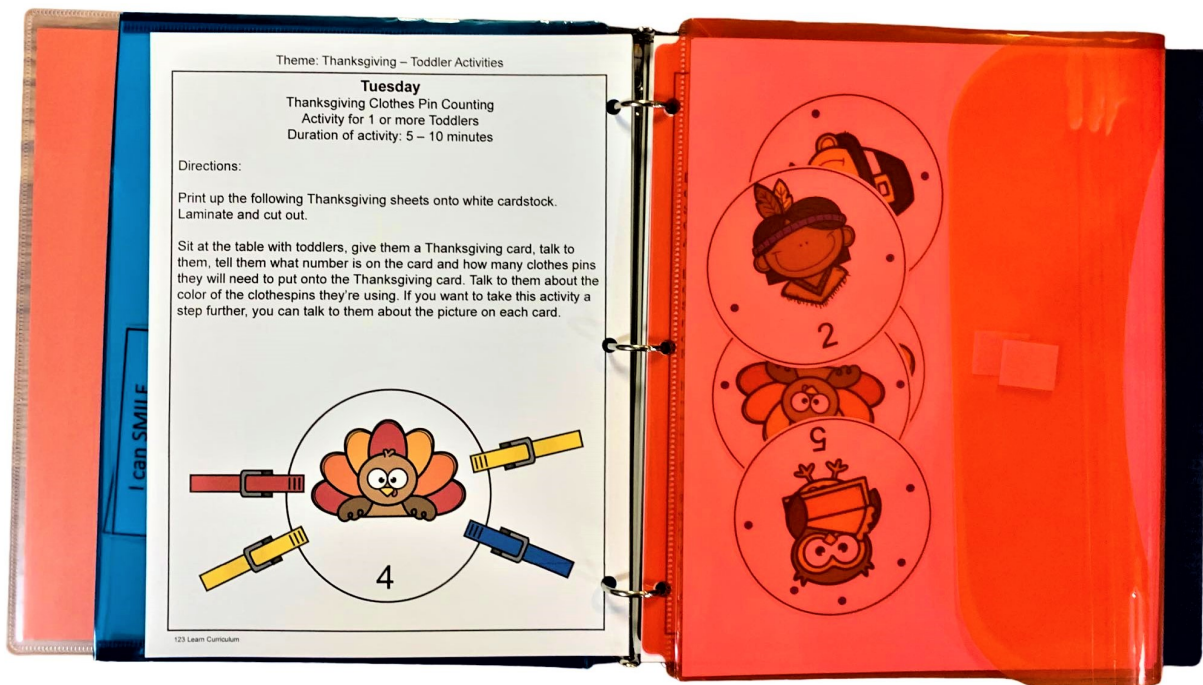 Theme: Thanksgiving – Toddler Activities
Tuesday
Thanksgiving Clothes Pin Counting
Activity for 1 or more Toddlers
Duration of activity: 5 – 10 minutes
Directions:
Print up the following Thanksgiving sheets onto white cardstock.
Laminate and cut out.
Sit at the table with toddlers, give them a Thanksgiving card, talk to
them, tell them what number is on the card and how many clothes pins
they will need to put onto the Thanksgiving card. Talk to them about the
color of the clothespins they're using. If you want to take this activity a
step further, you can talk to them about the picture on each card.
4
123 Learn Curriculum
I can SMILE
2
5